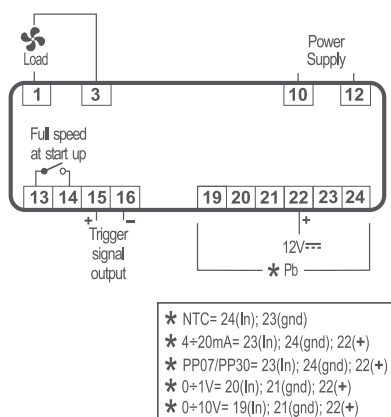 Load
Power
Supply
1 3 10 12
Full speed
at start up
13 14 15 16 19 20 21 22 23 24
+ − +
Trigger
signal
output
12V⎓
* Pb
* NTC= 24(In); 23(gnd)
* 4÷20mA= 23(In); 24(gnd); 22(+)
* PP07/PP30= 23(In); 24(gnd); 22(+)
* 0÷1V= 20(In); 21(gnd); 22(+)
* 0÷10V= 19(In); 21(gnd); 22(+)